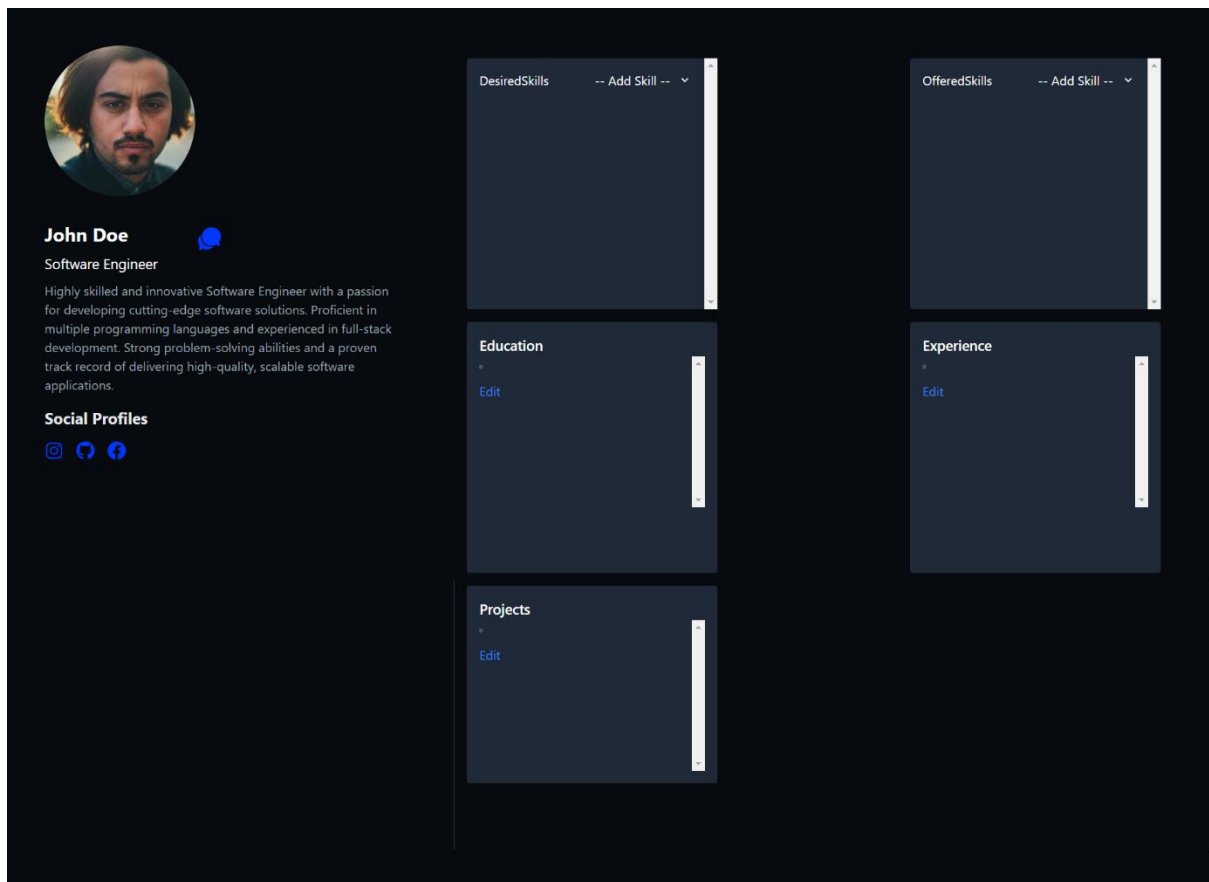 John Doe
Software Engineer
Highly skilled and innovative Software Engineer with a passion
for developing cutting-edge software solutions. Proficient in
multiple programming languages and experienced in full-stack
development. Strong problem-solving abilities and a proven
track record of delivering high-quality, scalable software
applications.
Social Profiles
DesiredSkills -- Add Skill --
OfferedSkills -- Add Skill --
Education
Edit
Experience
Edit
Projects
Edit